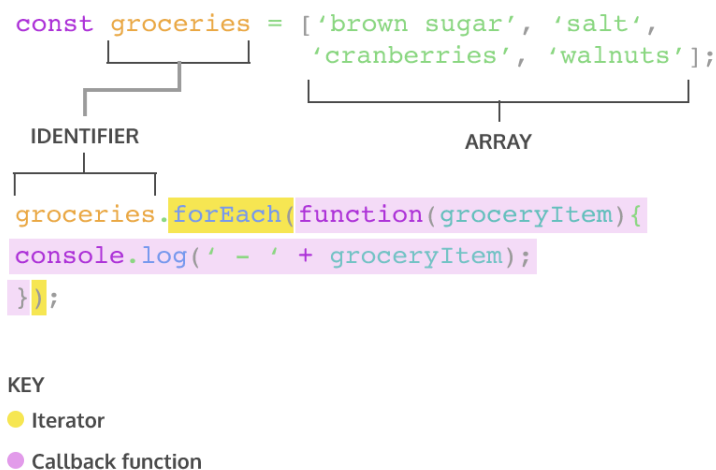 const groceries = [‘brown sugar’, ‘salt‘,
‘cranberries’, ‘walnuts’];
IDENTIFIER
ARRAY
groceries.forEach(function(groceryItem){
console.log(‘ - ‘ + groceryItem);
});
KEY
Iterator
Callback function